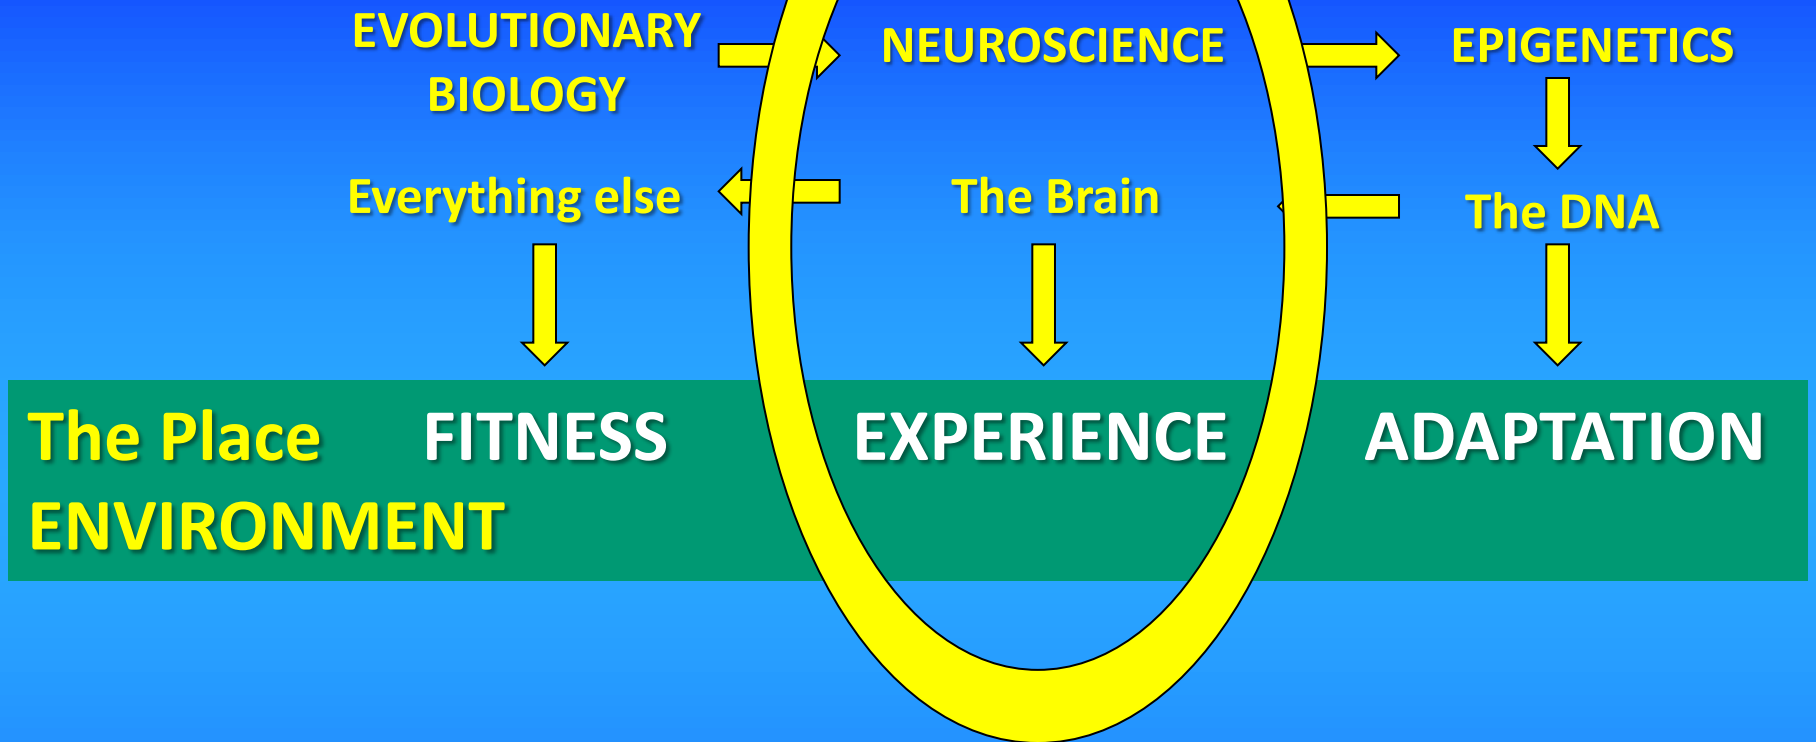 EVOLUTIONARY
BIOLOGY
NEUROSCIENCE
EPIGENETICS
Everything else
The Brain
The DNA
The Place
FITNESS
EXPERIENCE
ADAPTATION
ENVIRONMENT